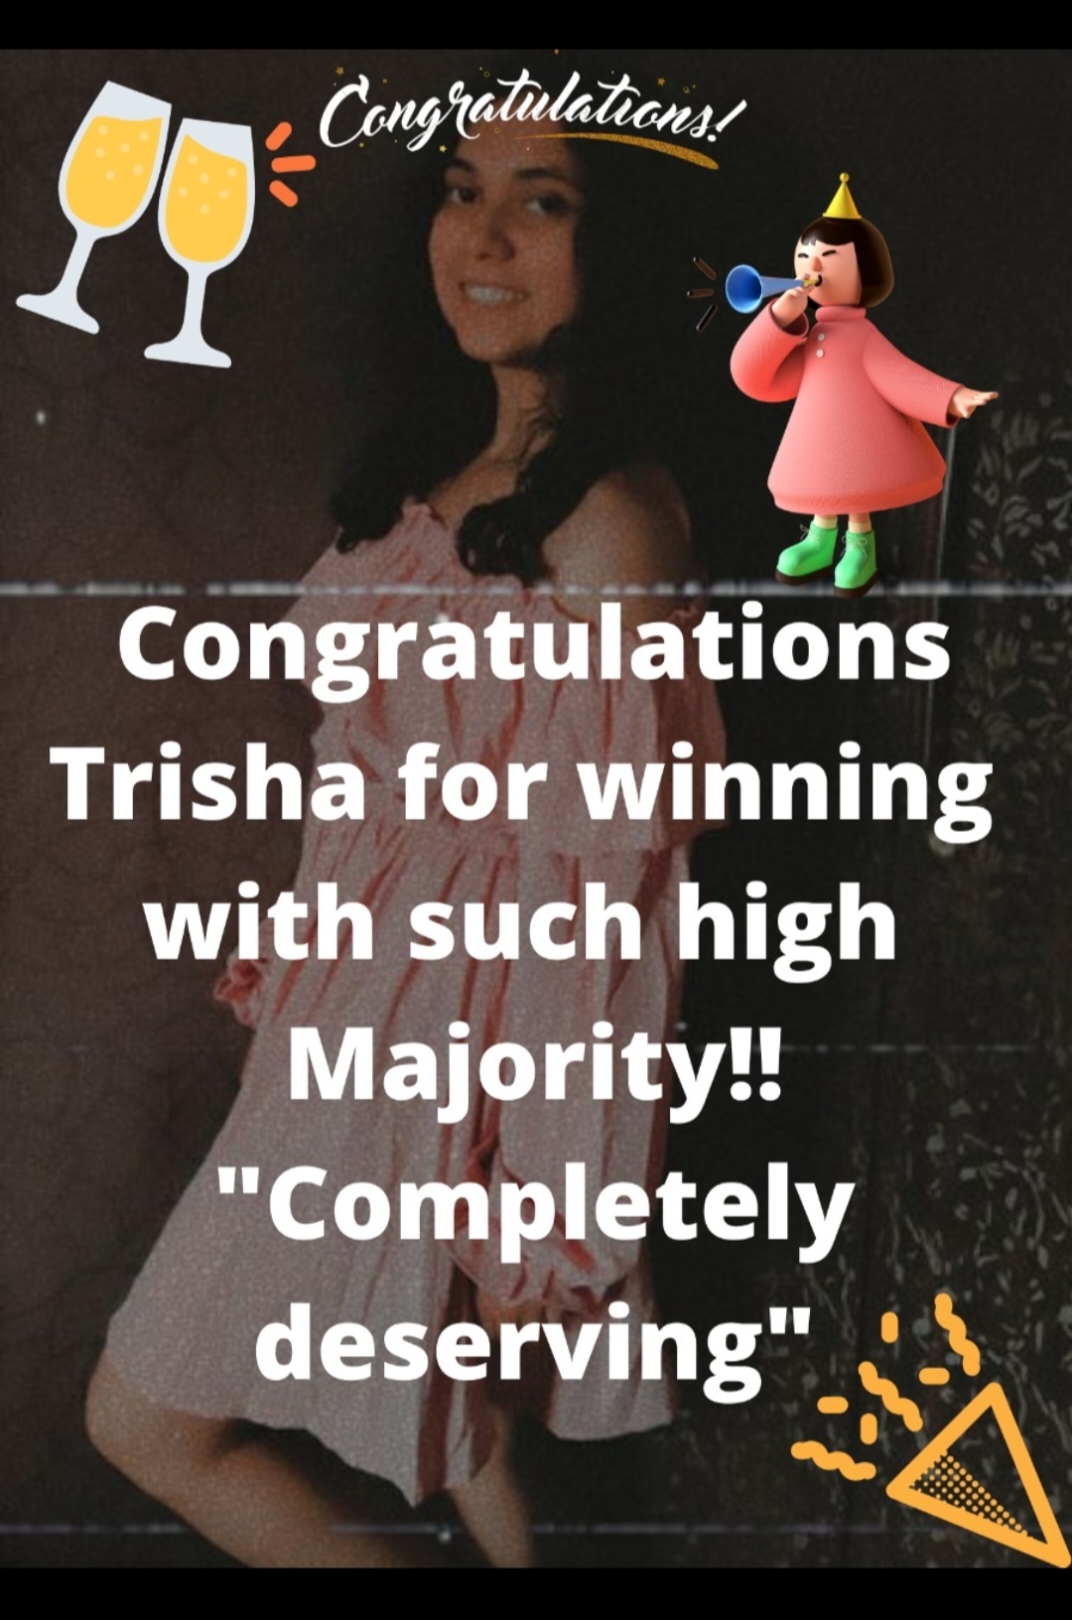 Congratulations!
Congratulations
Trisha for winning
with such high
Majority!!
"Completely
deserving"